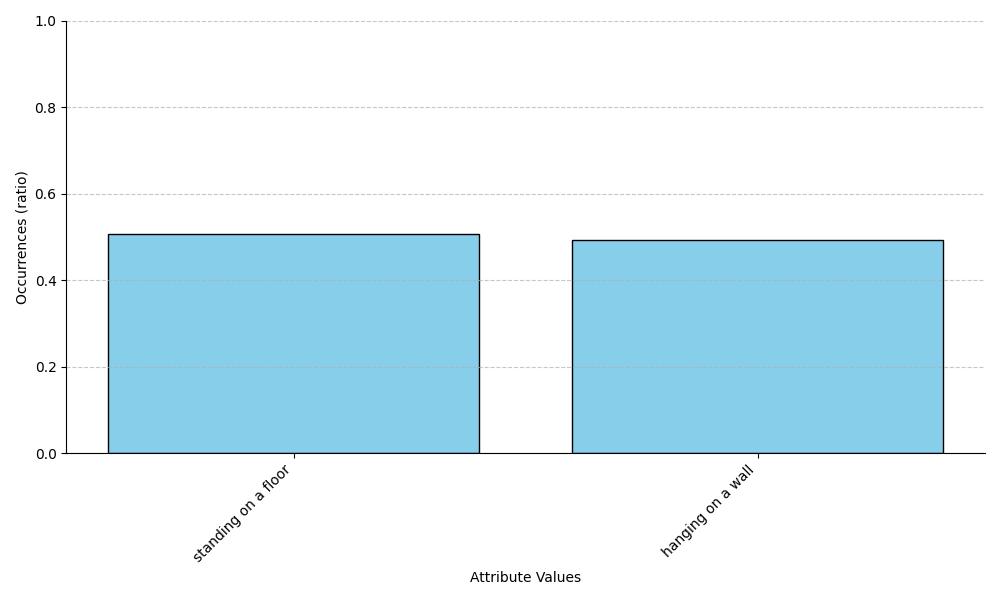 1.0
0.8
0.6
0.4
0.2
0.0
Occurrences (ratio)
standing on a floor
hanging on a wall
Attribute Values